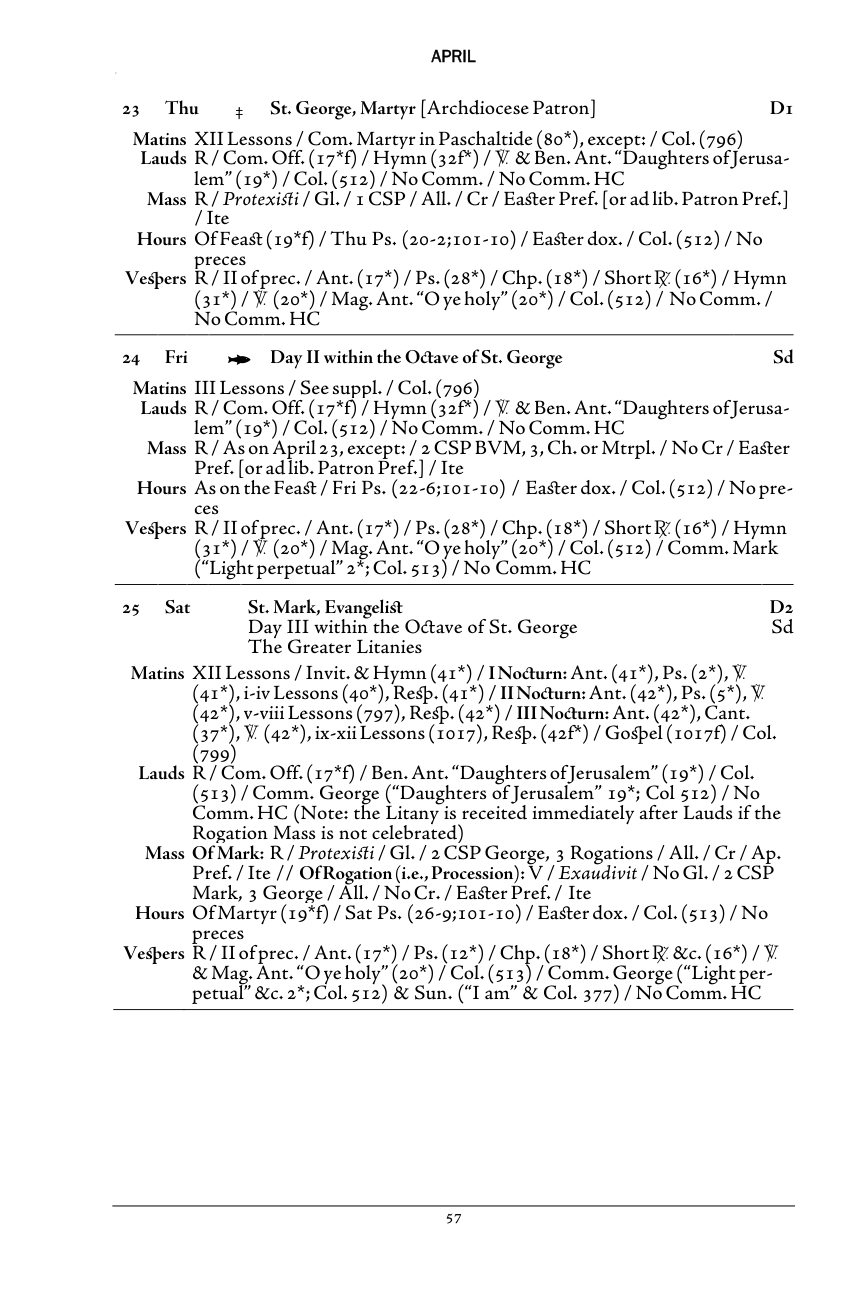 APRIL
23 Thu ‡ St. George, Martyr [Archdiocese Patron] D1
Matins XII Lessons / Com. Martyr in Paschaltide (80*), except: / Col. (796)
Lauds R / Com. Off. (17*f) / Hymn (32f*) / ℣ & Ben. Ant. “Daughters of Jerusa-
lem” (19*) / Col. (512) / No Comm. / No Comm. HC
Mass R / Protexisti / Gl. / 1 CSP / All. / Cr / Easter Pref. [or ad lib. Patron Pref.]
/ Ite
Hours Of Feast (19*f) / Thu Ps. (20-2;101-10) / Easter dox. / Col. (512) / No
preces
Vespers R / II of prec. / Ant. (17*) / Ps. (28*) / Chp. (18*) / Short ℟ (16*) / Hymn
(31*) / ℣ (20*) / Mag. Ant. “O ye holy” (20*) / Col. (512) / No Comm. /
No Comm. HC
24 Fri Day II within the Octave of St. George Sd
Matins III Lessons / See suppl. / Col. (796)
Lauds R / Com. Off. (17*f) / Hymn (32f*) / ℣ & Ben. Ant. “Daughters of Jerusa-
lem” (19*) / Col. (512) / No Comm. / No Comm. HC
Mass R / As on April 23, except: / 2 CSP BVM, 3, Ch. or Mtrpl. / No Cr / Easter
Pref. [or ad lib. Patron Pref.] / Ite
Hours As on the Feast / Fri Ps. (22-6;101-10) / Easter dox. / Col. (512) / No pre-
ces
Vespers R / II of prec. / Ant. (17*) / Ps. (28*) / Chp. (18*) / Short ℟ (16*) / Hymn
(31*) / ℣ (20*) / Mag. Ant. “O ye holy” (20*) / Col. (512) / Comm. Mark
(“Light perpetual” 2*; Col. 513) / No Comm. HC
25 Sat St. Mark, Evangelist D2
Day III within the Octave of St. George Sd
The Greater Litanies
Matins XII Lessons / Invit. & Hymn (41*) / I Nocturn: Ant. (41*), Ps. (2*), ℣
(41*), i-iv Lessons (40*), Resp. (41*) / II Nocturn: Ant. (42*), Ps. (5*), ℣
(42*), v-viii Lessons (797), Resp. (42*) / III Nocturn: Ant. (42*), Cant.
(37*), ℣ (42*), ix-xii Lessons (1017), Resp. (42f*) / Gospel (1017f) / Col.
(799)
Lauds R / Com. Off. (17*f) / Ben. Ant. “Daughters of Jerusalem” (19*) / Col.
(513) / Comm. George (“Daughters of Jerusalem” 19*; Col 512) / No
Comm. HC (Note: the Litany is receited immediately after Lauds if the
Rogation Mass is not celebrated)
Mass Of Mark: R / Protexisti / Gl. / 2 CSP George, 3 Rogations / All. / Cr / Ap.
Pref. / Ite // Of Rogation (i.e., Procession): V / Exaudivit / No Gl. / 2 CSP
Mark, 3 George / All. / No Cr. / Easter Pref. / Ite
Hours Of Martyr (19*f) / Sat Ps. (26-9;101-10) / Easter dox. / Col. (513) / No
preces
Vespers R / II of prec. / Ant. (17*) / Ps. (12*) / Chp. (18*) / Short ℟ &c. (16*) / ℣
& Mag. Ant. “O ye holy” (20*) / Col. (513) / Comm. George (“Light per-
petual” &c. 2*; Col. 512) & Sun. (“I am” & Col. 377) / No Comm. HC
57